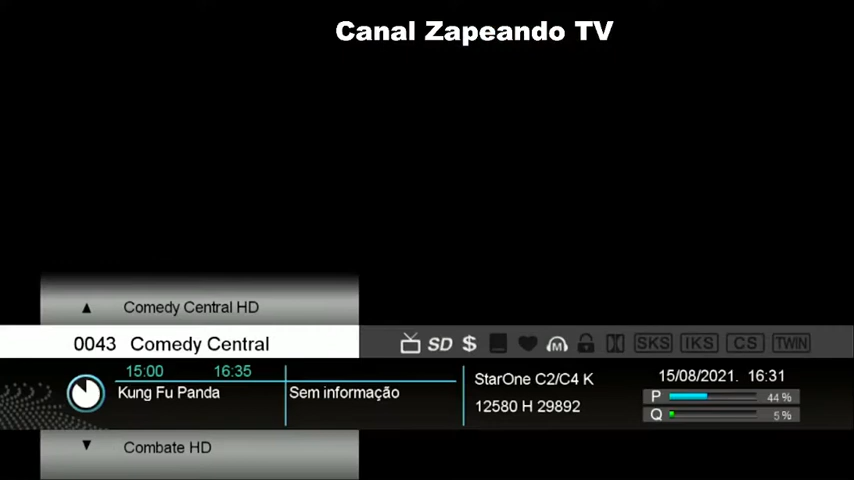 Canal Zapeando TV
Comedy Central HD
0043 Comedy Central
SD $ M SKS IKS CS TWIN
15:00 16:35
Kung Fu Panda
Sem informação
StarOne C2/C4 K
12580 H 29892
15/08/2021. 16:31
P 44 %
Q 5 %
Combate HD